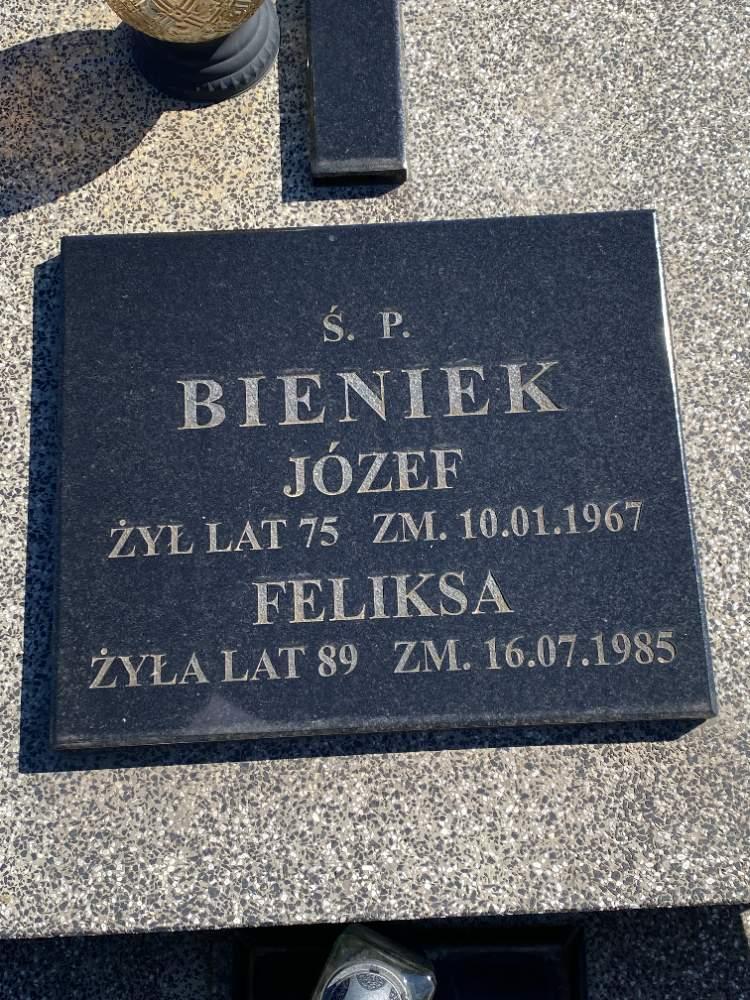 Ś. P.
BIENIEK
JÓZEF
ŻYŁ LAT 75 ZM. 10.01.1967
FELIKSA
ŻYŁA LAT 89 ZM. 16.07.1985